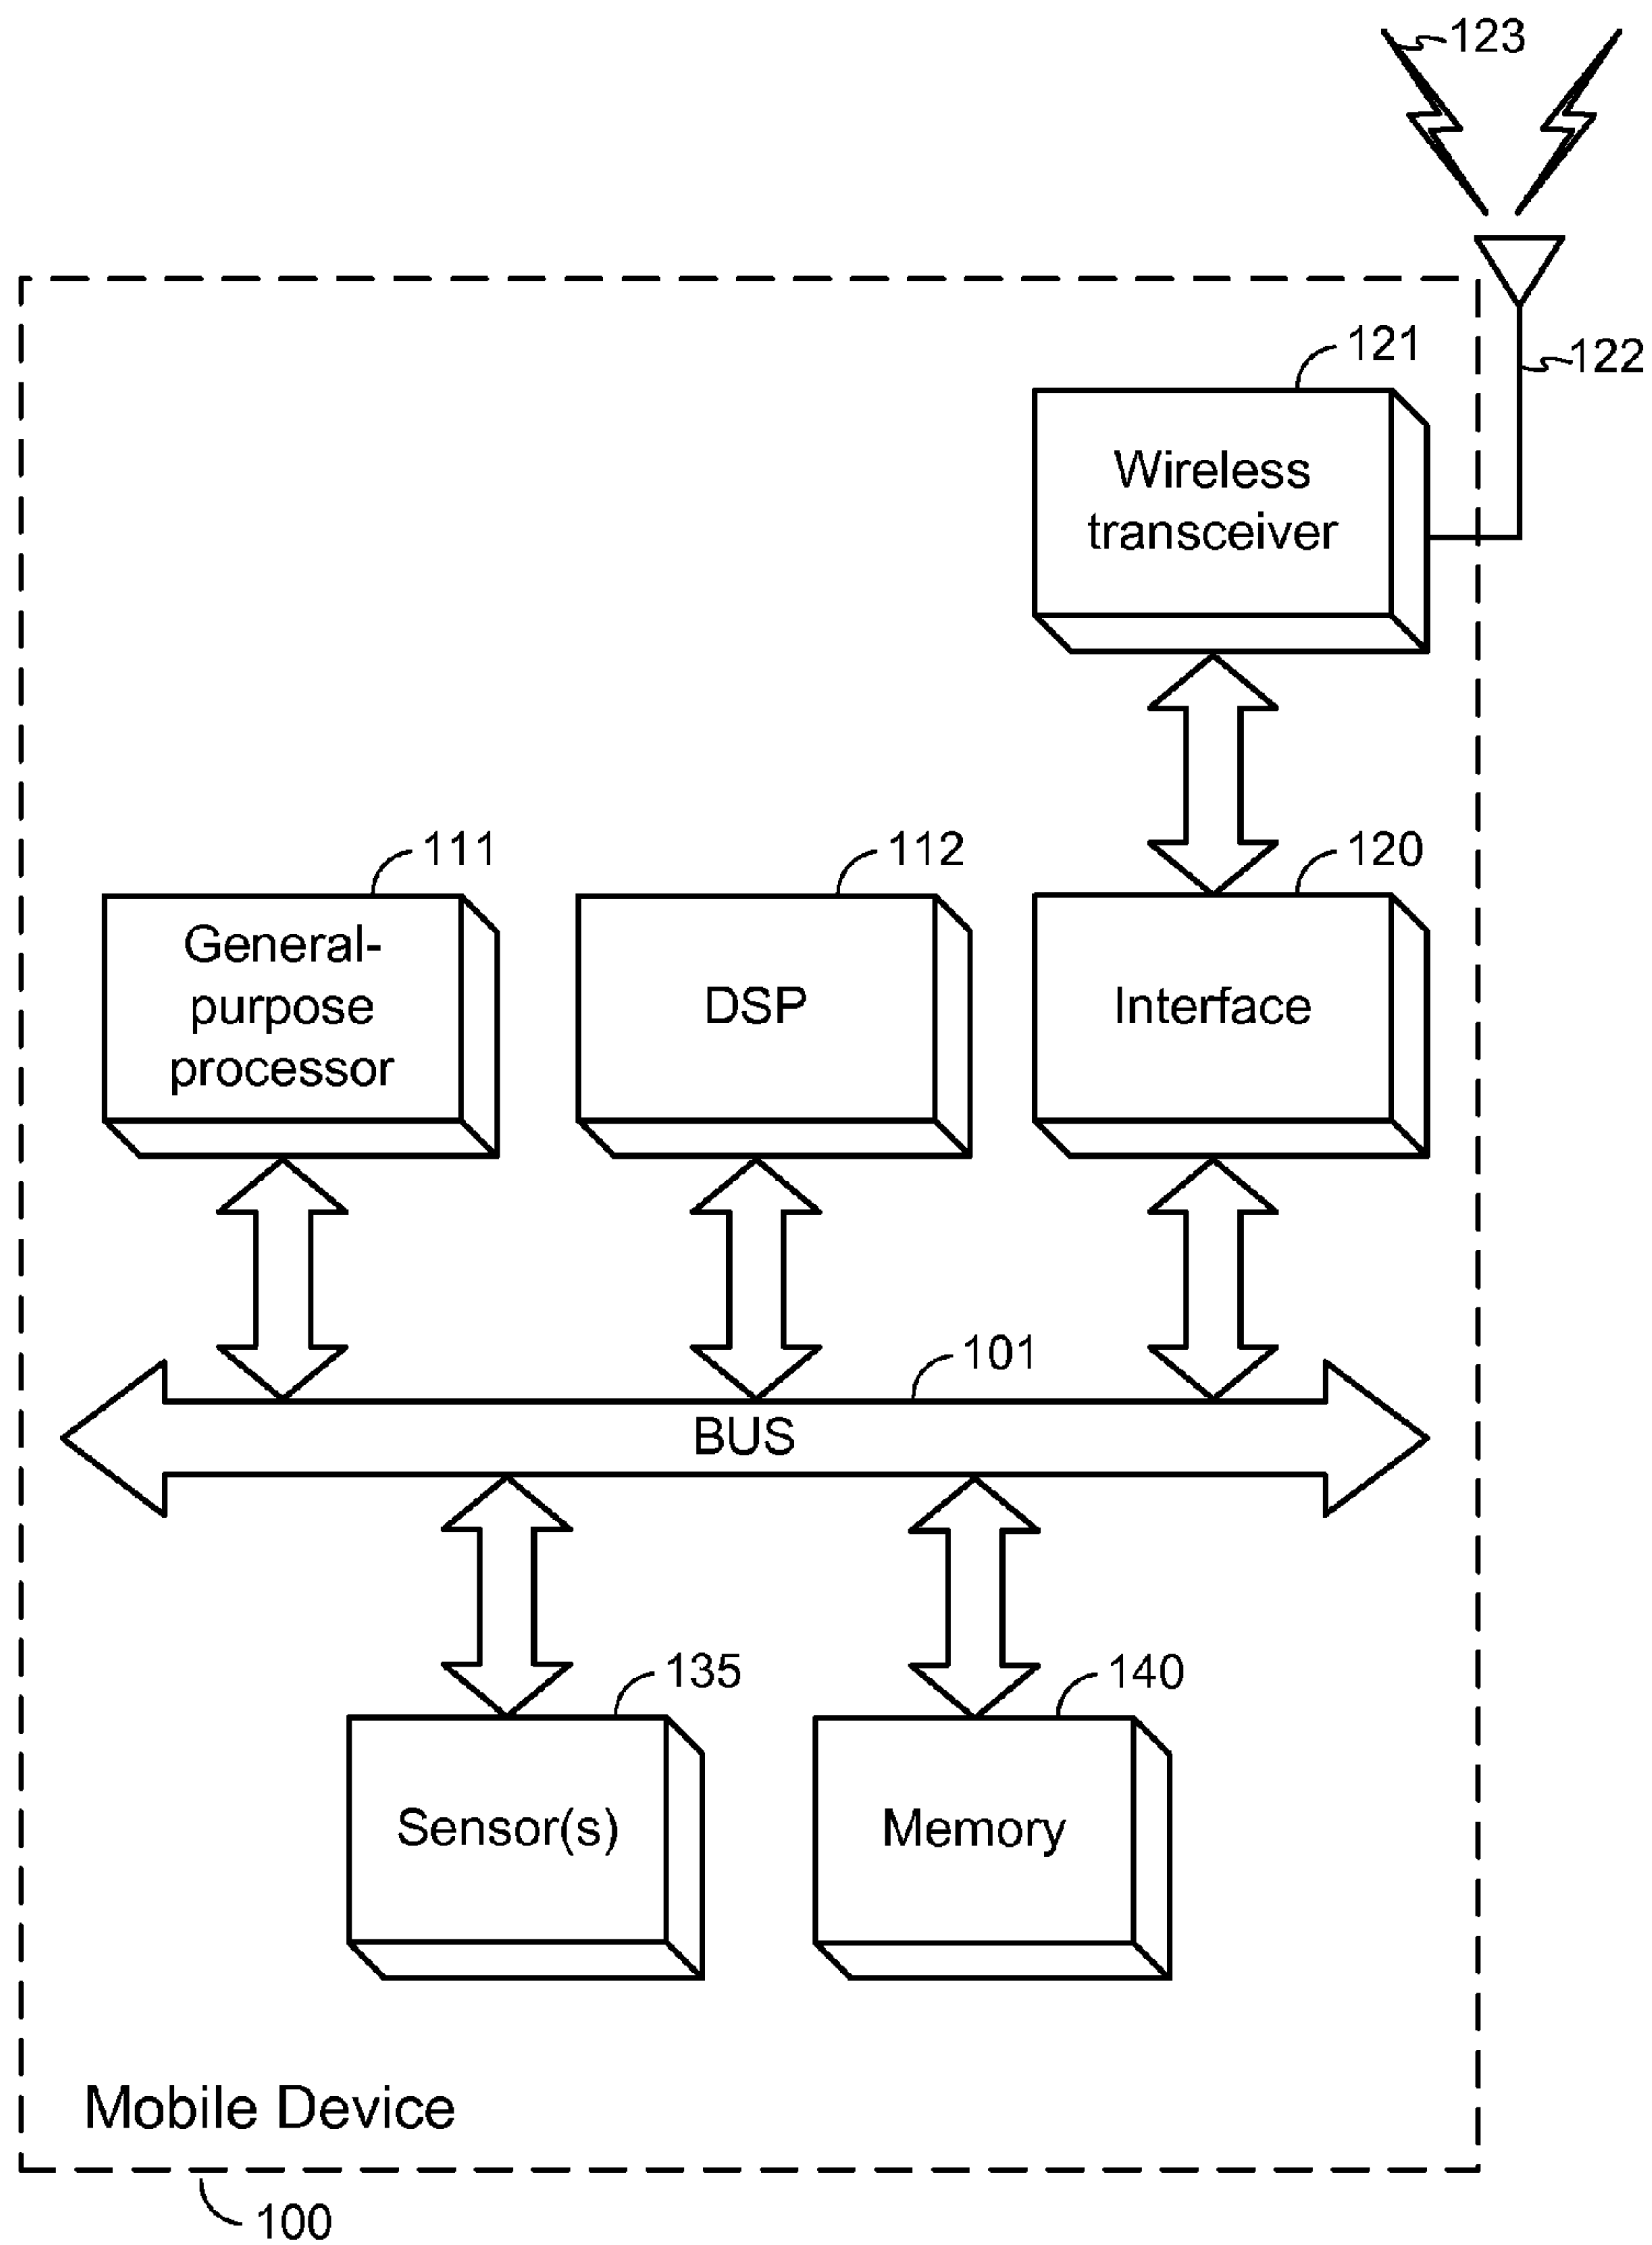 123
121
122
Wireless
transceiver
111
112
120
General-
purpose
processor
DSP
Interface
101
BUS
135
140
Sensor(s)
Memory
Mobile Device
100